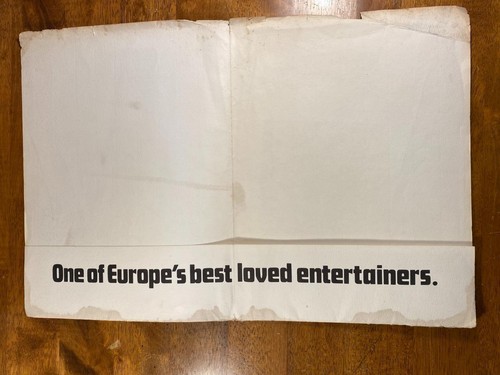 One of Europe's best loved entertainers.